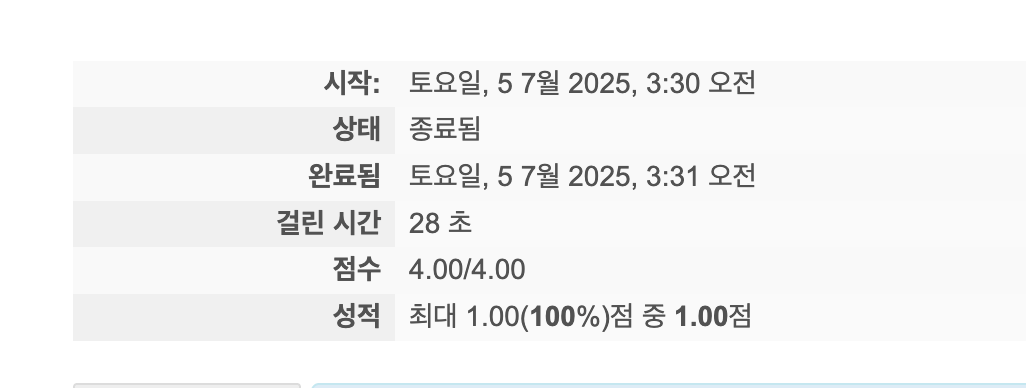 시작: 토요일, 5 7월 2025, 3:30 오전
상태 종료됨
완료됨 토요일, 5 7월 2025, 3:31 오전
걸린 시간 28 초
점수 4.00/4.00
성적 최대 1.00(100%)점 중 1.00점